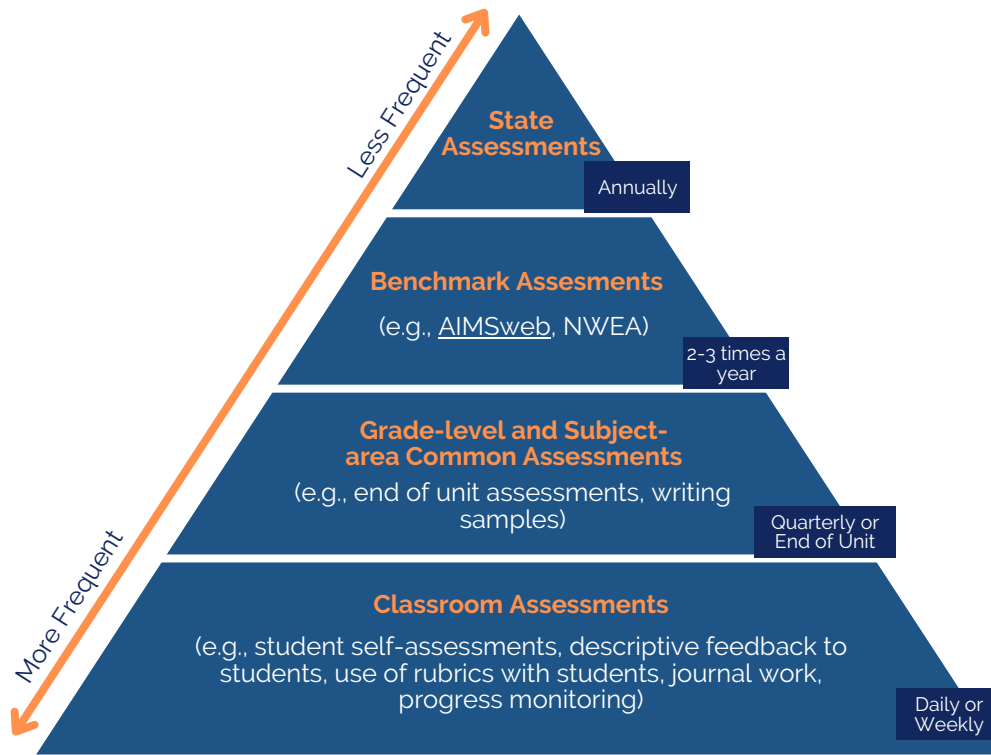 Less Frequent
State
Assessments
Annually
Benchmark Assesments
(e.g., AIMSweb, NWEA)
2-3 times a
year
Grade-level and Subject-
area Common Assessments
(e.g., end of unit assessments, writing
samples)
Quarterly or
End of Unit
More Frequent
Classroom Assessments
(e.g., student self-assessments, descriptive feedback to
students, use of rubrics with students, journal work,
progress monitoring)
Daily or
Weekly